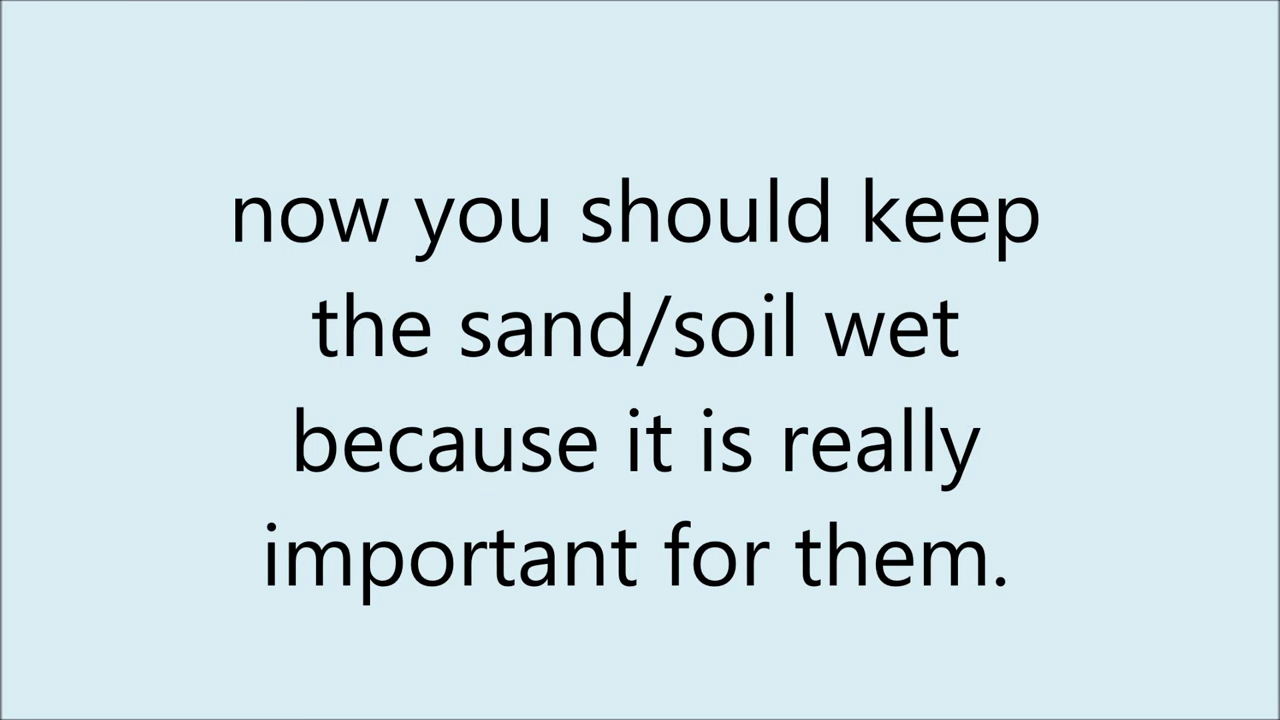 now you should keep
the sand/soil wet
because it is really
important for them.